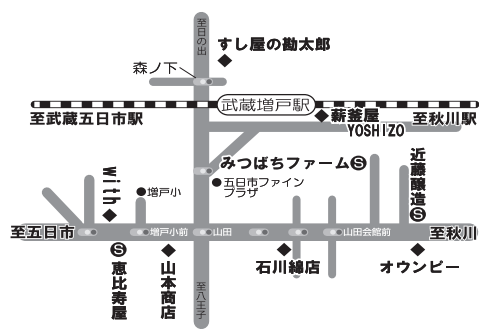 至日の出
すし屋の勘太郎
森ノ下
武蔵増戸駅
至武蔵五日市駅
薪釜屋
YOSHIZO
至秋川駅
みつばちファームⓈ
五日市ファイン
プラザ
近藤醸造Ⓢ
with
増戸小
至五日市
増戸小前
山田
山田会館前
至秋川
Ⓢ恵比寿屋
山本商店
至八王子
石川綿店
オウンビー